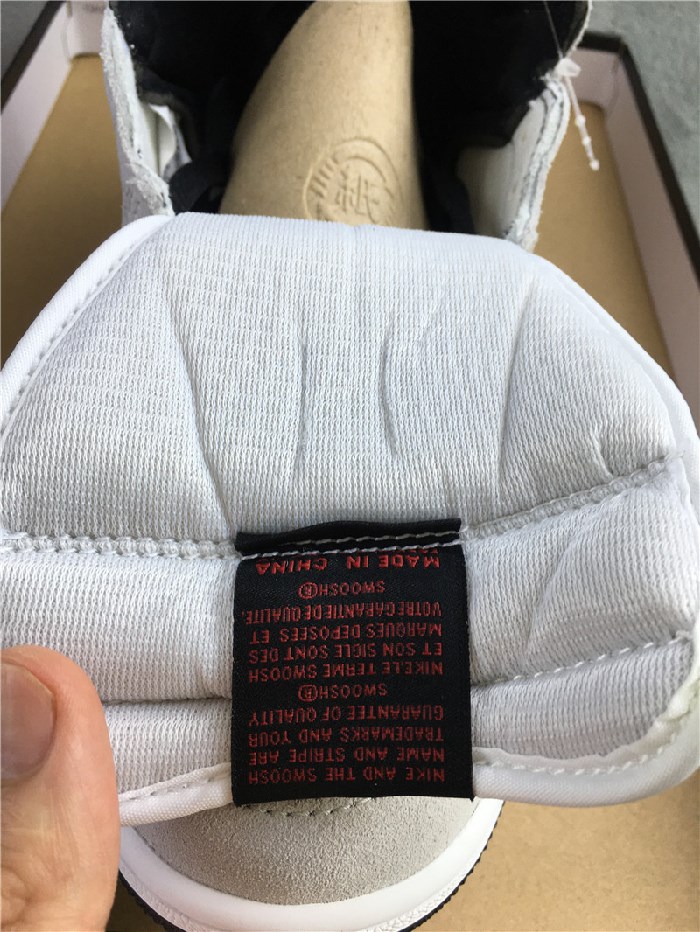 NIKE AND THE SWOOSH
NAME AND STRIPE ARE
TRADEMARKS AND YOUR
GUARANTEE OF QUALITY
SWOOSH®
NIKE.LE TERME SWOOSH
ET SON SIGLE SONT DES
MARQUES DEPOSEES ET
VOTRE GARANTIE DE QUALITE.
SWOOSH®
MADE IN CHINA